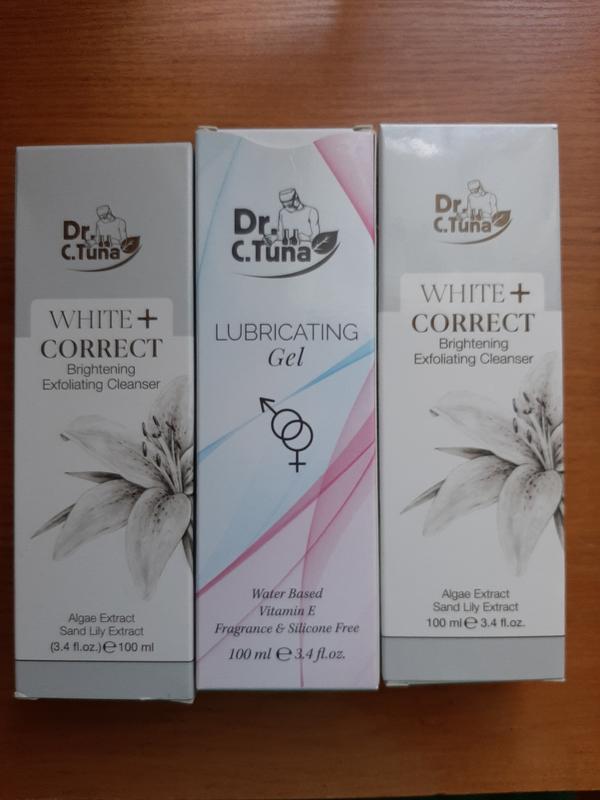 Dr.
C.Tuna
WHITE +
CORRECT
Brightening
Exfoliating Cleanser
Algae Extract
Sand Lily Extract
(3.4 fl.oz.) ℮ 100 ml
Dr.
C.Tuna
LUBRICATING
Gel
Water Based
Vitamin E
Fragrance & Silicone Free
100 ml ℮ 3.4 fl.oz.
Dr.
C.Tuna
WHITE +
CORRECT
Brightening
Exfoliating Cleanser
Algae Extract
Sand Lily Extract
100 ml ℮ 3.4 fl.oz.